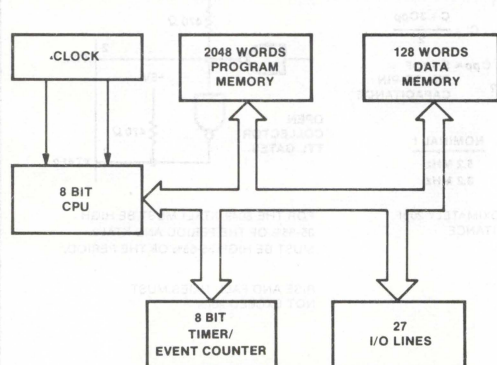 .CLOCK
2048 WORDS
PROGRAM
MEMORY
128 WORDS
DATA
MEMORY
8 BIT
CPU
8 BIT
TIMER/
EVENT COUNTER
27
I/O LINES